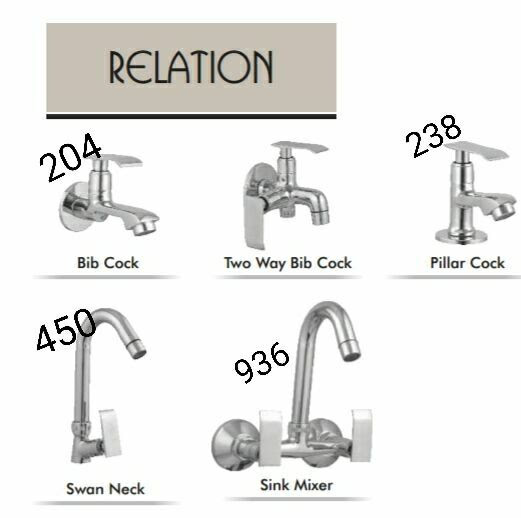 RELATION
204
238
Bib Cock
Two Way Bib Cock
Pillar Cock
450
936
Swan Neck
Sink Mixer